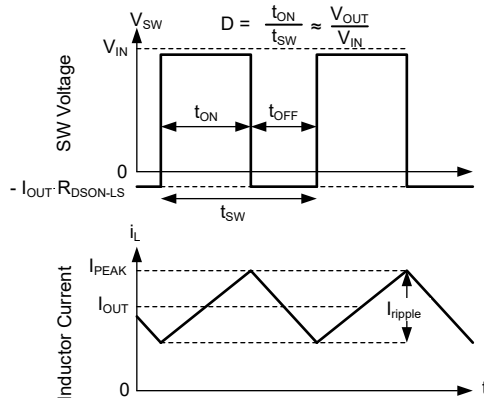 V_SW
D = t_ON / t_SW ≈ V_OUT / V_IN
V_IN
SW Voltage
t_ON
t_OFF
0
- I_OUT·R_DSON-LS
t_SW
i_L
I_PEAK
Inductor Current
I_OUT
I_ripple
0
t